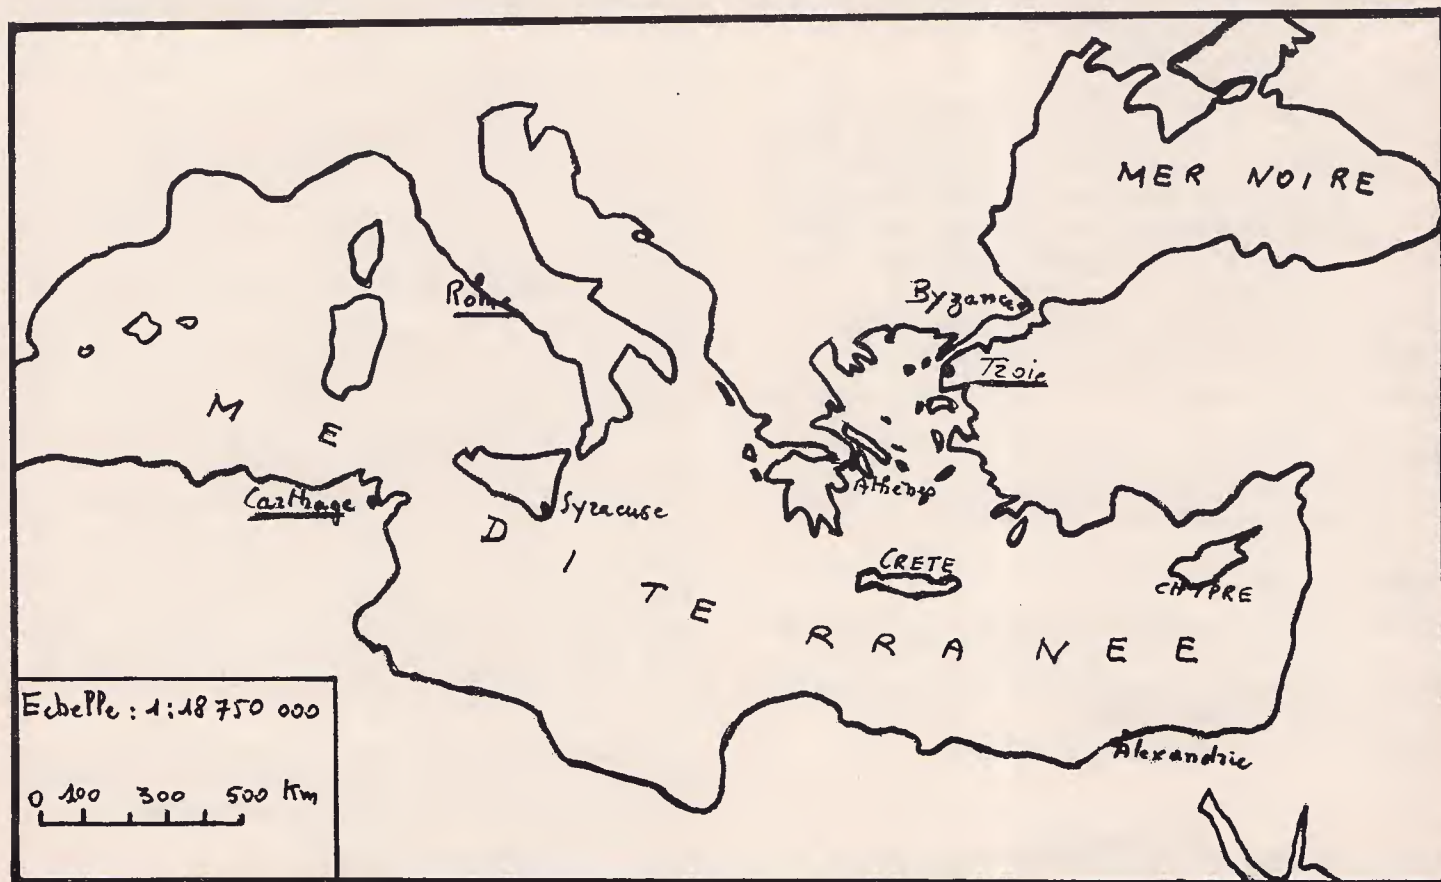 MER NOIRE
Byzance
Rome
Troie
MEDITERRANEE
Carthage
Syracuse
Athènes
CRETE
CHYPRE
Echelle : 1:18 750 000
0 100 300 500 Km
Alexandrie